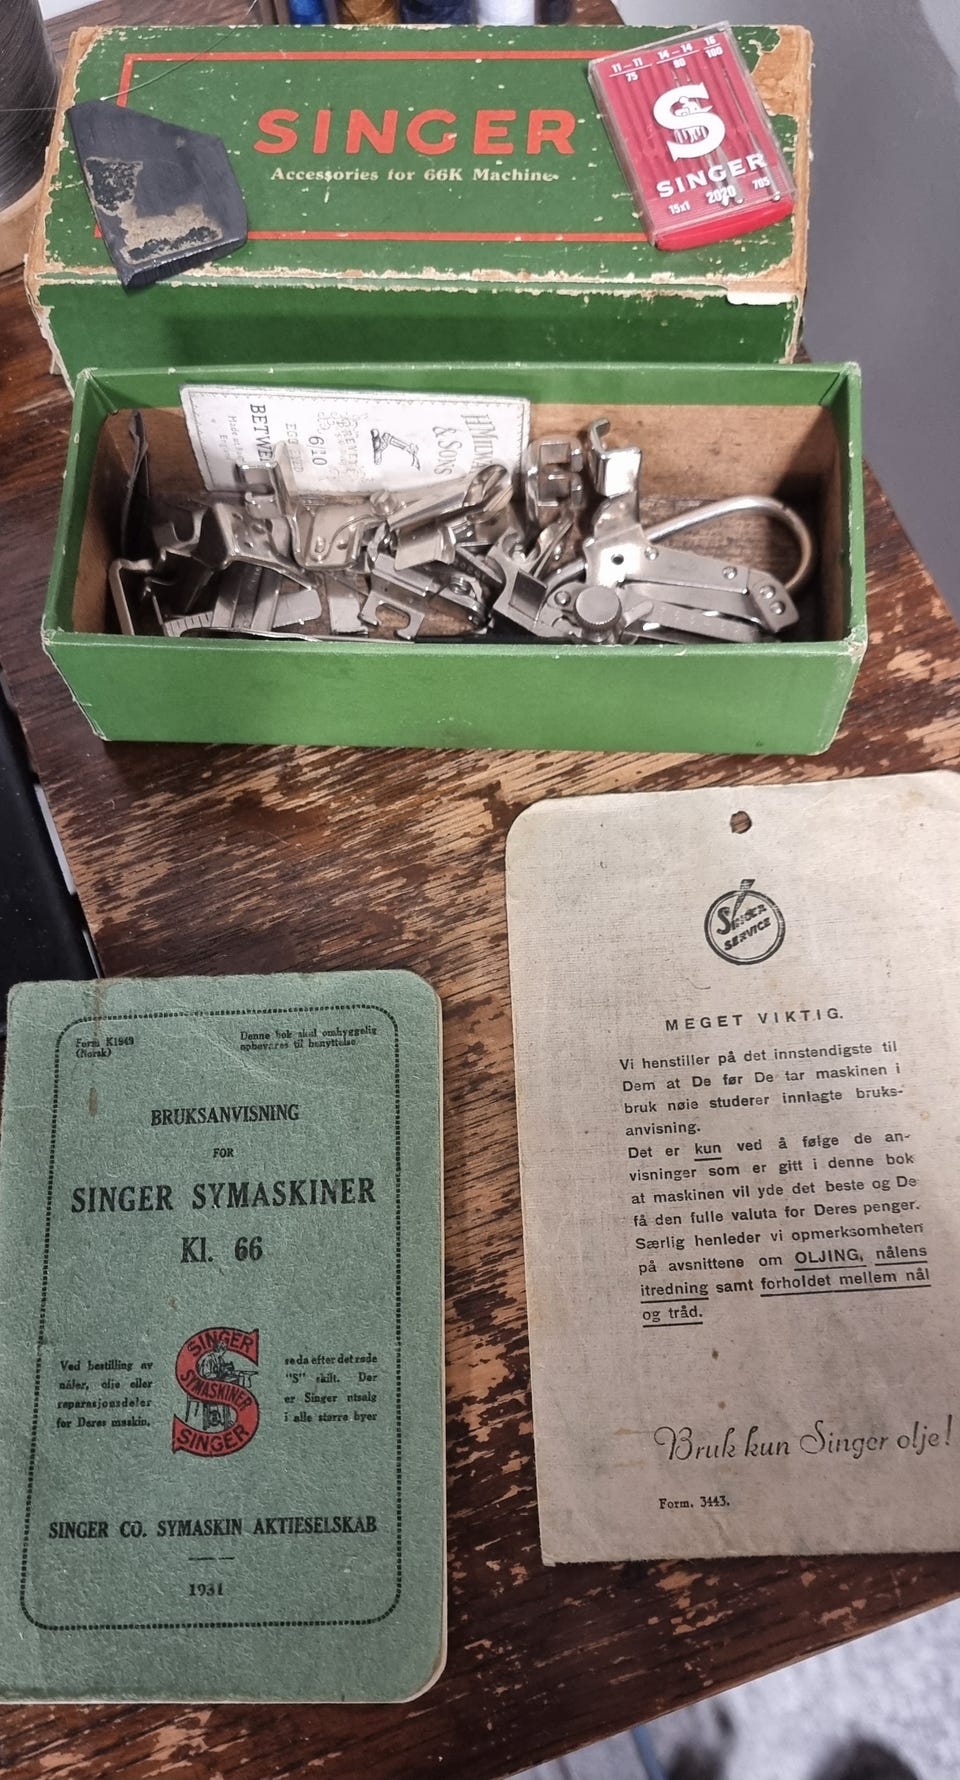 SINGER
Accessories for 66K Machine.
11 — 11 14 — 14 16
75 90 100
S
SINGER
15x1 2020 705
& SONS
6/10
BETWE
SINGER
SERVICE
MEGET VIKTIG.
Vi henstiller på det innstendigste til
Dem at De før De tar maskinen i
bruk nøie studerer innlagte bruks-
anvisning.
Det er kun ved å følge de an-
visninger som er gitt i denne bok
at maskinen vil yde det beste og De
få den fulle valuta for Deres penger.
Særlig henleder vi opmerksomheten
på avsnittene om OLJING, nålens
itredning samt forholdet mellem nål
og tråd.
Bruk kun Singer olje!
Form. 3443.
Form K1949
(Norsk)
Denne bok skal omhyggelig
opbevares til benyttelse
BRUKSANVISNING
FOR
SINGER SYMASKINER
Kl. 66
Ved bestilling av
nåler, olje eller
reparasjonsdeler
for Deres maskin,
SINGER
SYMASKINER
SINGER
se da efter det røde
"S" skilt. Der
er Singer utsalg
i alle større byer
SINGER CO. SYMASKIN AKTIESELSKAB
1931